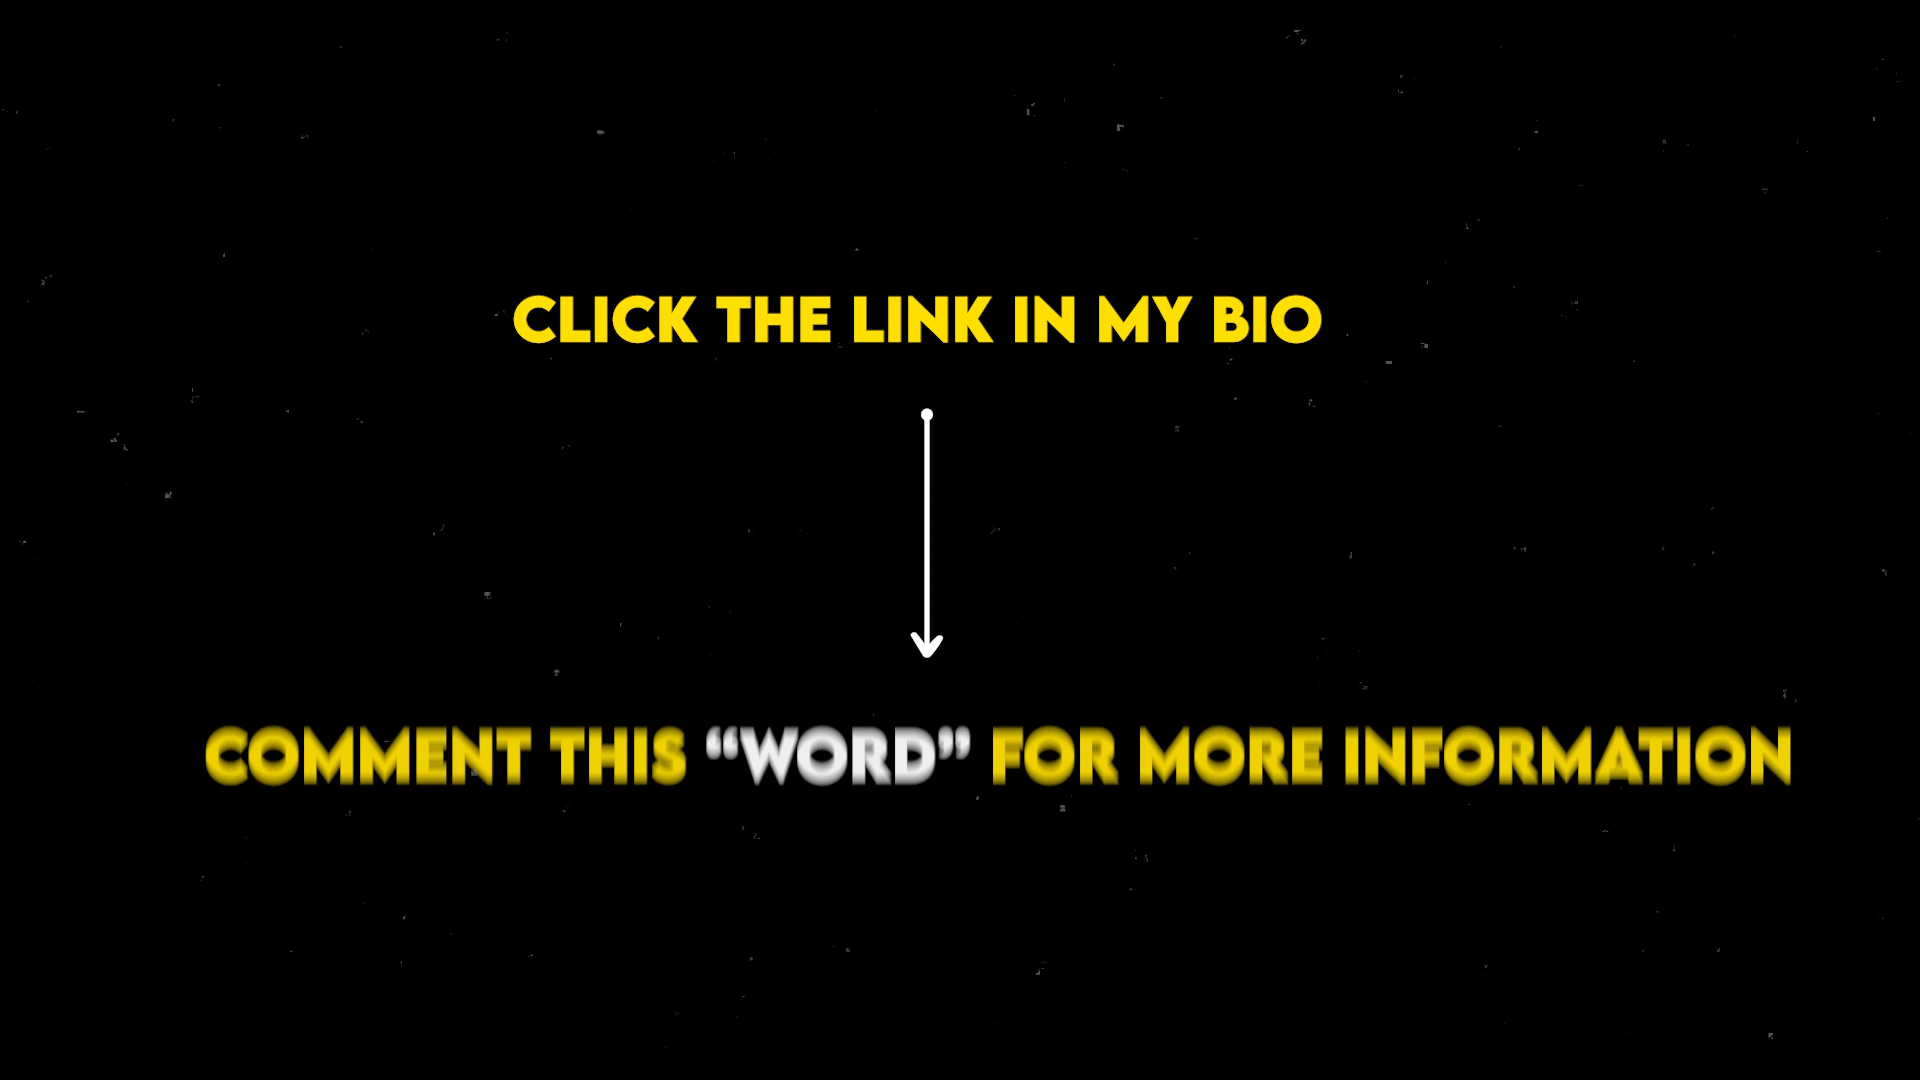 CLICK THE LINK IN MY BIO
COMMENT THIS “WORD” FOR MORE INFORMATION